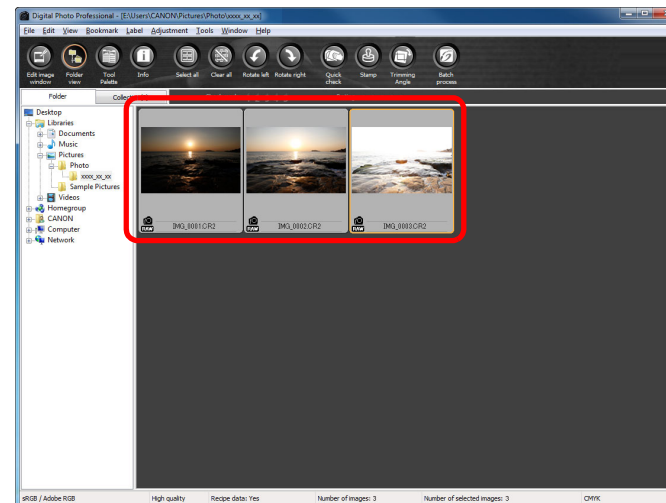 Digital Photo Professional - [E:\Users\CANON\Pictures\Photo\xxxx_xx_xx]
File Edit View Bookmark Label Adjustment Tools Window Help
Edit image window
Folder view
Tool Palette
Info
Select all
Clear all
Rotate left
Rotate right
Quick check
Stamp
Trimming Angle
Batch process
Folder
Collect
Desktop
Libraries
Documents
Music
Pictures
Photo
xxxx_xx_xx
Sample Pictures
Videos
Homegroup
CANON
Computer
Network
RAW IMG_0001.CR2
RAW IMG_0002.CR2
RAW IMG_0003.CR2
sRGB / Adobe RGB High quality Recipe data: Yes Number of images: 3 Number of selected images: 3 CMYK